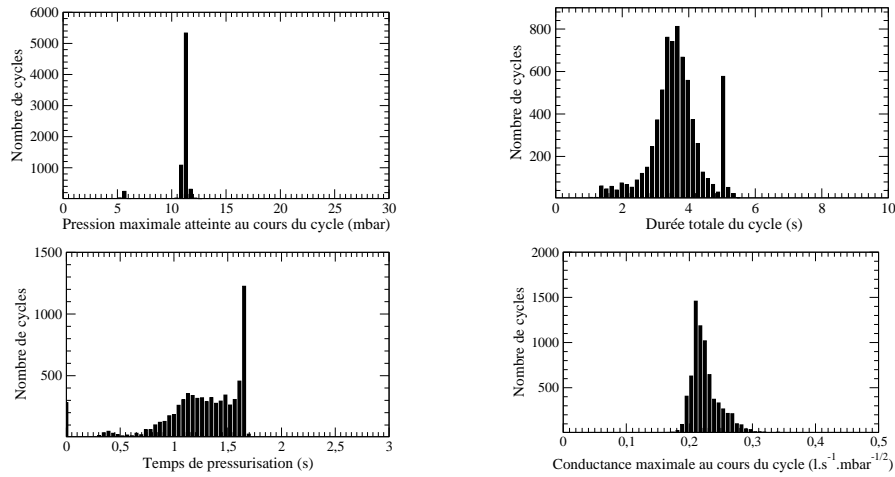 6000
5000
4000
3000
2000
1000
Nombre de cycles
0 5 10 15 20 25 30
Pression maximale atteinte au cours du cycle (mbar)
800
600
400
200
Nombre de cycles
0 2 4 6 8 10
Durée totale du cycle (s)
1500
1000
500
Nombre de cycles
0 0,5 1 1,5 2 2,5 3
Temps de pressurisation (s)
2000
1500
1000
500
Nombre de cycles
0 0,1 0,2 0,3 0,4 0,5
Conductance maximale au cours du cycle (l.s⁻¹.mbar⁻¹/²)